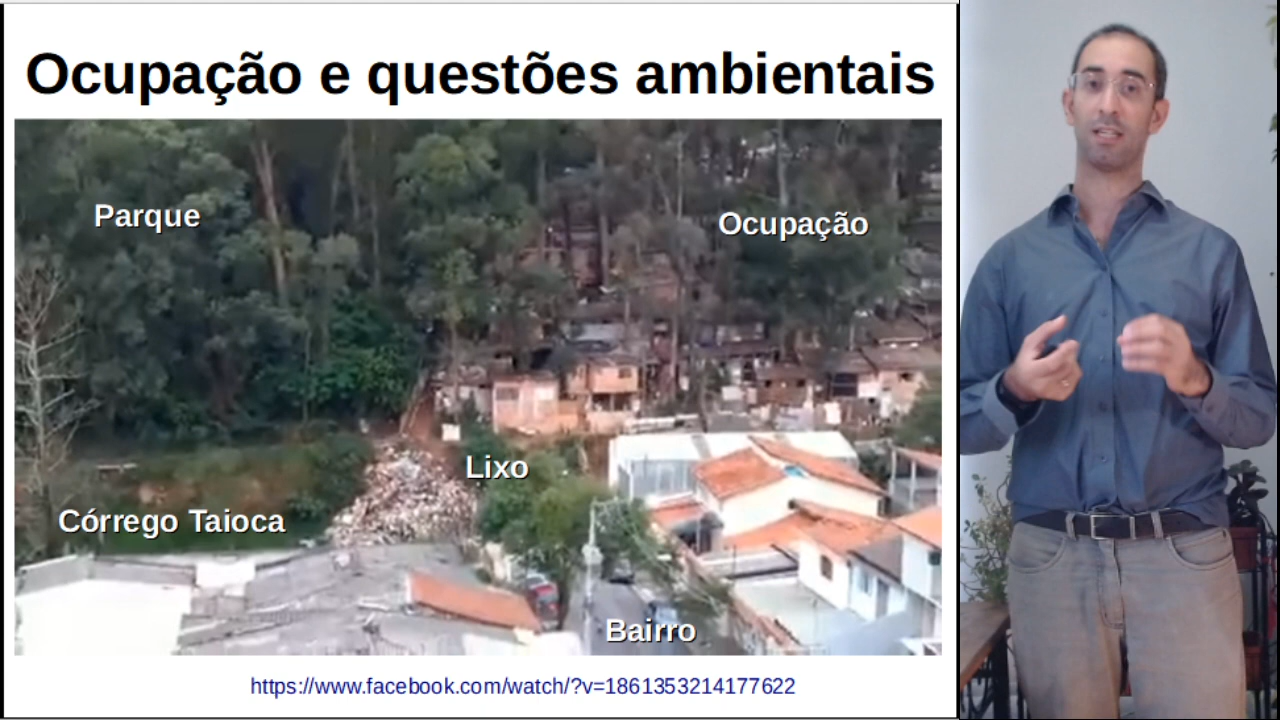 Ocupação e questões ambientais
Parque
Ocupação
Lixo
Córrego Taioca
Bairro
https://www.facebook.com/watch/?v=1861353214177622